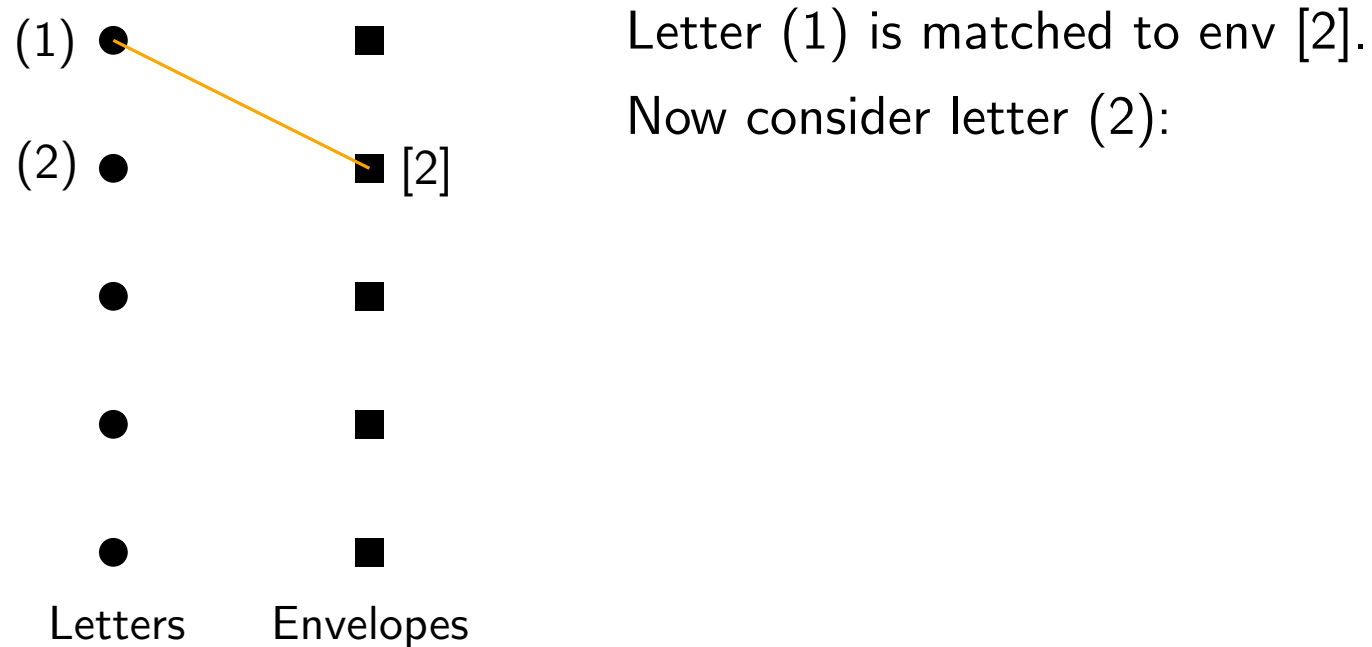 (1)
Letter (1) is matched to env [2].
Now consider letter (2):
(2)
[2]
Letters
Envelopes